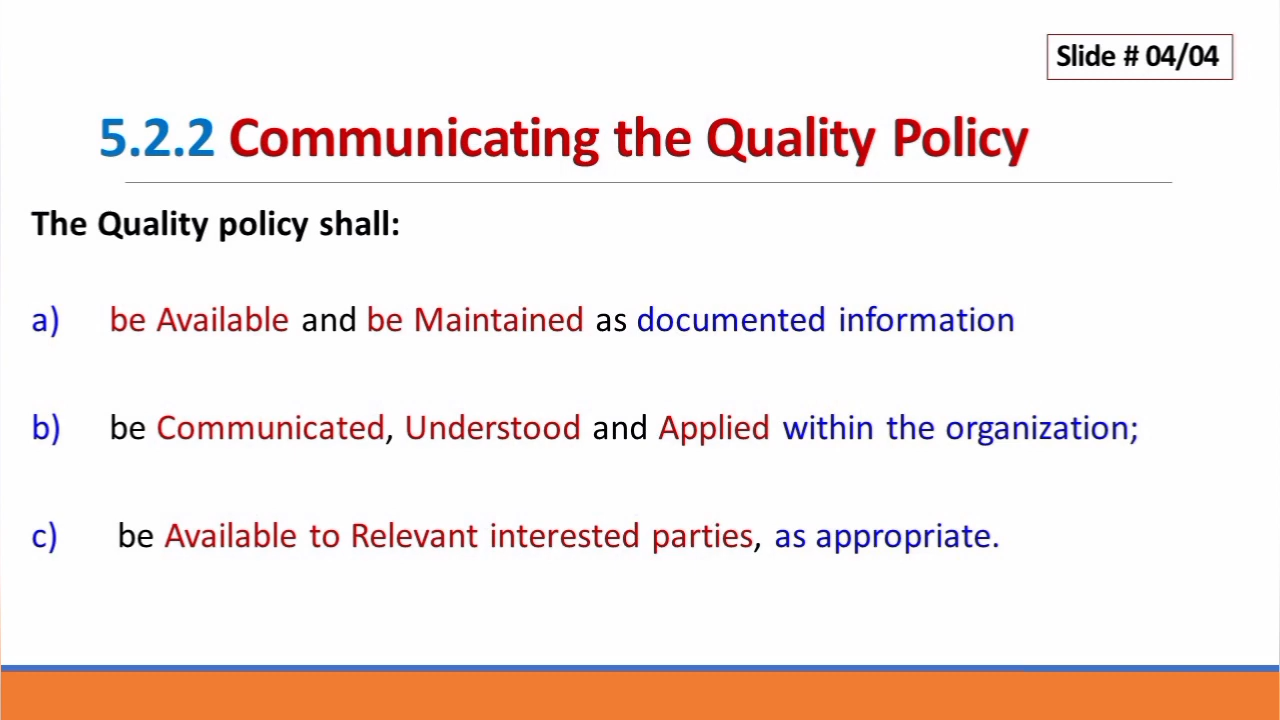 Slide # 04/04
5.2.2 Communicating the Quality Policy
The Quality policy shall:
a) be Available and be Maintained as documented information
b) be Communicated, Understood and Applied within the organization;
c) be Available to Relevant interested parties, as appropriate.